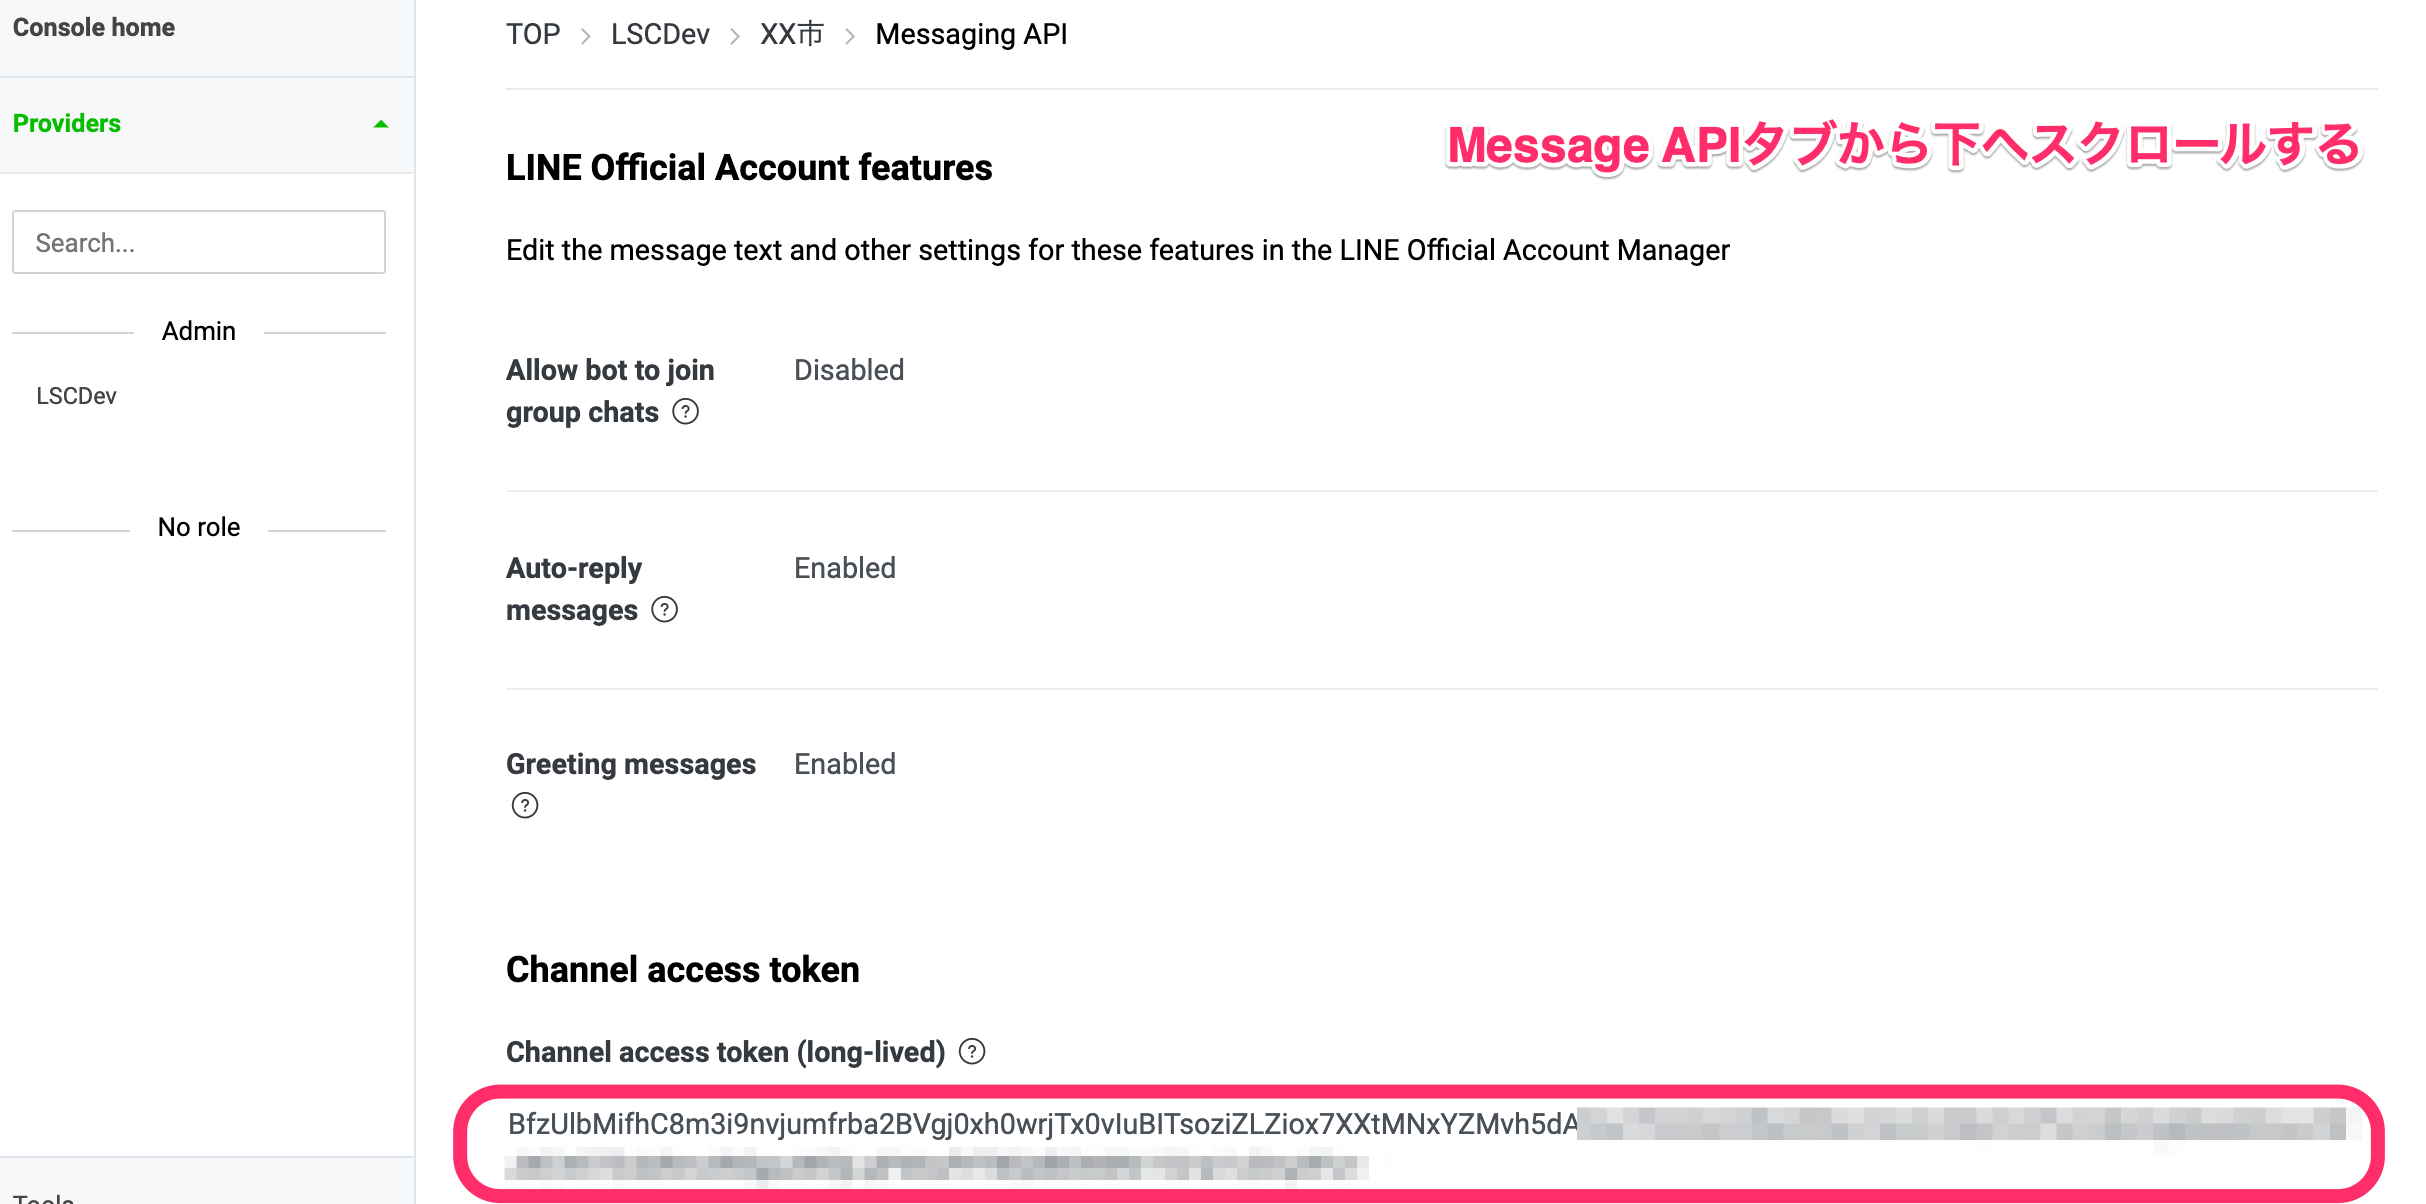 Console home
Providers
Search...
Admin
LSCDev
No role
TOP > LSCDev > XX市 > Messaging API
Message APIタブから下へスクロールする
LINE Official Account features
Edit the message text and other settings for these features in the LINE Official Account Manager
Allow bot to join Disabled
group chats ?
Auto-reply Enabled
messages ?
Greeting messages Enabled
?
Channel access token
Channel access token (long-lived) ?
BfzUlbMifhC8m3i9nvjumfrba2BVgj0xh0wrjTx0vIuBITsoziZLZiox7XXtMNxYZMvh5dA